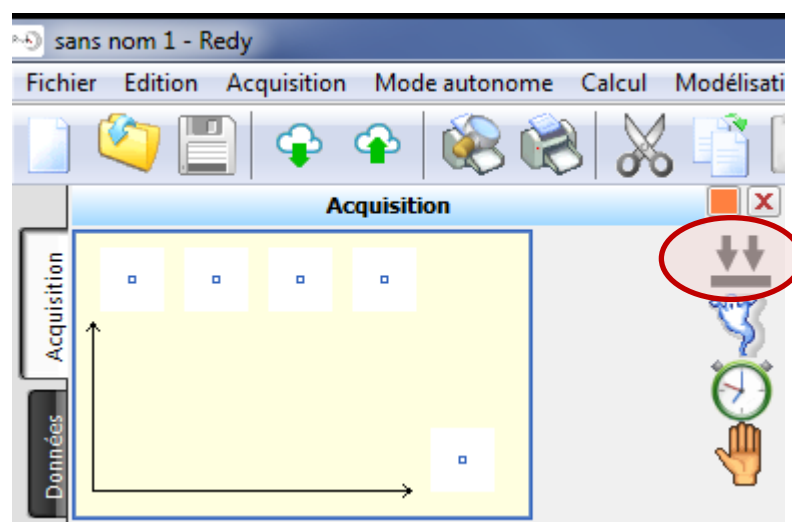 sans nom 1 - Redy
Fichier Edition Acquisition Mode autonome Calcul Modélisati
Acquisition
Acquisition
Données